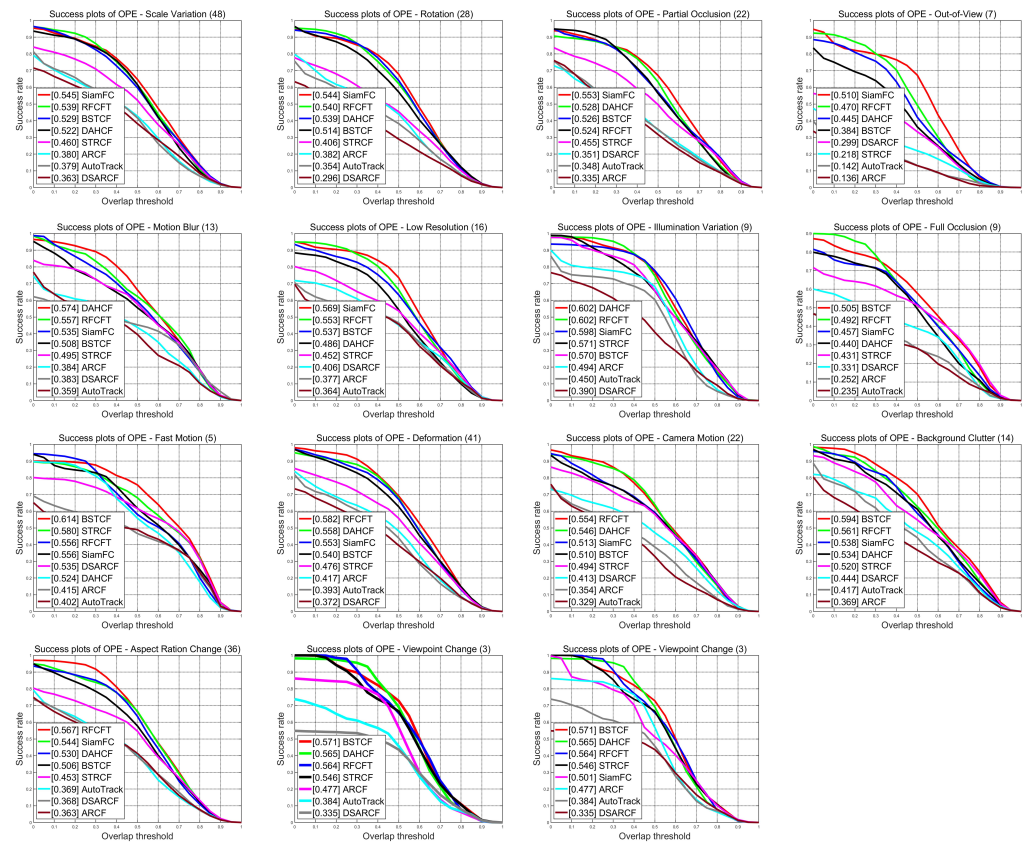 Success plots of OPE - Scale Variation (48)
Success rate
[0.545] SiamFC
[0.539] RFCFT
[0.529] BSTCF
[0.522] DAHCF
[0.460] STRCF
[0.380] ARCF
[0.379] AutoTrack
[0.363] DSARCF
Overlap threshold
Success plots of OPE - Rotation (28)
Success rate
[0.544] SiamFC
[0.540] RFCFT
[0.539] DAHCF
[0.514] BSTCF
[0.406] STRCF
[0.382] ARCF
[0.354] AutoTrack
[0.296] DSARCF
Overlap threshold
Success plots of OPE - Partial Occlusion (22)
Success rate
[0.553] SiamFC
[0.528] DAHCF
[0.526] BSTCF
[0.524] RFCFT
[0.455] STRCF
[0.351] DSARCF
[0.348] AutoTrack
[0.335] ARCF
Overlap threshold
Success plots of OPE - Out-of-View (7)
Success rate
[0.510] SiamFC
[0.470] RFCFT
[0.445] DAHCF
[0.384] BSTCF
[0.299] DSARCF
[0.218] STRCF
[0.142] AutoTrack
[0.136] ARCF
Overlap threshold
Success plots of OPE - Motion Blur (13)
Success rate
[0.574] DAHCF
[0.557] RFCFT
[0.535] SiamFC
[0.508] BSTCF
[0.495] STRCF
[0.384] ARCF
[0.383] DSARCF
[0.359] AutoTrack
Overlap threshold
Success plots of OPE - Low Resolution (16)
Success rate
[0.569] SiamFC
[0.553] RFCFT
[0.537] BSTCF
[0.486] DAHCF
[0.452] STRCF
[0.406] DSARCF
[0.377] ARCF
[0.364] AutoTrack
Overlap threshold
Success plots of OPE - Illumination Variation (9)
Success rate
[0.602] DAHCF
[0.602] RFCFT
[0.598] SiamFC
[0.571] STRCF
[0.570] BSTCF
[0.494] ARCF
[0.450] AutoTrack
[0.390] DSARCF
Overlap threshold
Success plots of OPE - Full Occlusion (9)
Success rate
[0.505] BSTCF
[0.492] RFCFT
[0.457] SiamFC
[0.440] DAHCF
[0.431] STRCF
[0.331] DSARCF
[0.252] ARCF
[0.235] AutoTrack
Overlap threshold
Success plots of OPE - Fast Motion (5)
Success rate
[0.614] BSTCF
[0.580] STRCF
[0.556] RFCFT
[0.556] SiamFC
[0.535] DSARCF
[0.524] DAHCF
[0.415] ARCF
[0.402] AutoTrack
Overlap threshold
Success plots of OPE - Deformation (41)
Success rate
[0.582] RFCFT
[0.558] DAHCF
[0.553] SiamFC
[0.540] BSTCF
[0.476] STRCF
[0.417] ARCF
[0.393] AutoTrack
[0.372] DSARCF
Overlap threshold
Success plots of OPE - Camera Motion (22)
Success rate
[0.554] RFCFT
[0.546] DAHCF
[0.513] SiamFC
[0.510] BSTCF
[0.494] STRCF
[0.413] DSARCF
[0.354] ARCF
[0.329] AutoTrack
Overlap threshold
Success plots of OPE - Background Clutter (14)
Success rate
[0.594] BSTCF
[0.561] RFCFT
[0.538] SiamFC
[0.534] DAHCF
[0.520] STRCF
[0.444] DSARCF
[0.417] AutoTrack
[0.369] ARCF
Overlap threshold
Success plots of OPE - Aspect Ration Change (36)
Success rate
[0.567] RFCFT
[0.544] SiamFC
[0.530] DAHCF
[0.506] BSTCF
[0.453] STRCF
[0.369] AutoTrack
[0.368] DSARCF
[0.363] ARCF
Overlap threshold
Success plots of OPE - Viewpoint Change (3)
Success rate
[0.571] BSTCF
[0.565] DAHCF
[0.564] RFCFT
[0.546] STRCF
[0.477] ARCF
[0.384] AutoTrack
[0.335] DSARCF
Overlap threshold
Success plots of OPE - Viewpoint Change (3)
Success rate
[0.571] BSTCF
[0.565] DAHCF
[0.564] RFCFT
[0.546] STRCF
[0.501] SiamFC
[0.477] ARCF
[0.384] AutoTrack
[0.335] DSARCF
Overlap threshold